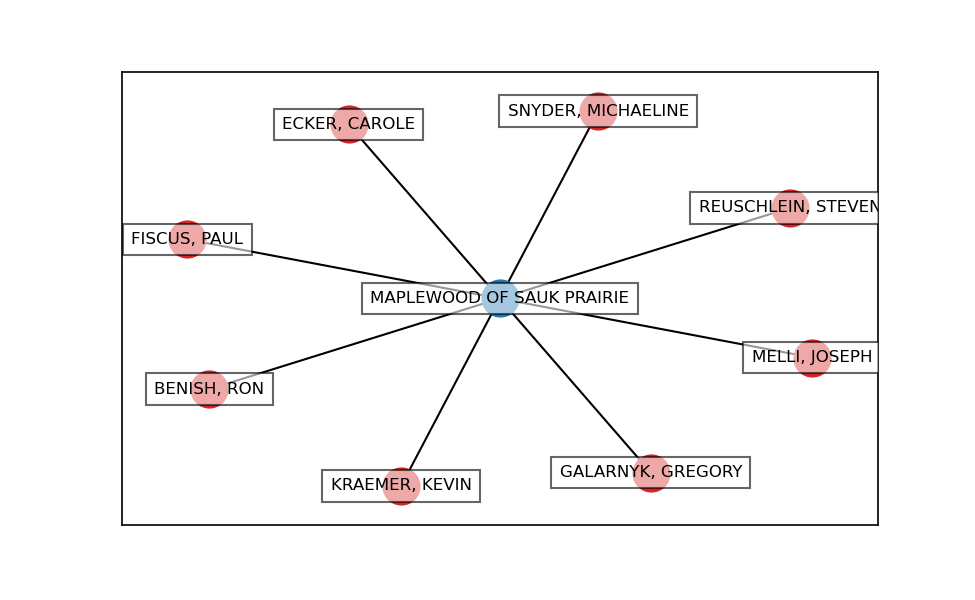 SNYDER, MICHAELINE
ECKER, CAROLE
REUSCHLEIN, STEVEN
FISCUS, PAUL
MAPLEWOOD OF SAUK PRAIRIE
MELLI, JOSEPH
BENISH, RON
GALARNYK, GREGORY
KRAEMER, KEVIN